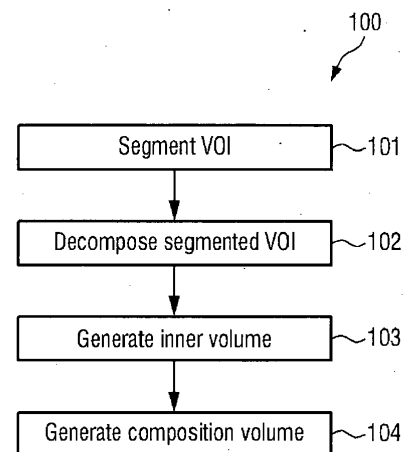 100
Segment VOI 101
Decompose segmented VOI 102
Generate inner volume 103
Generate composition volume 104